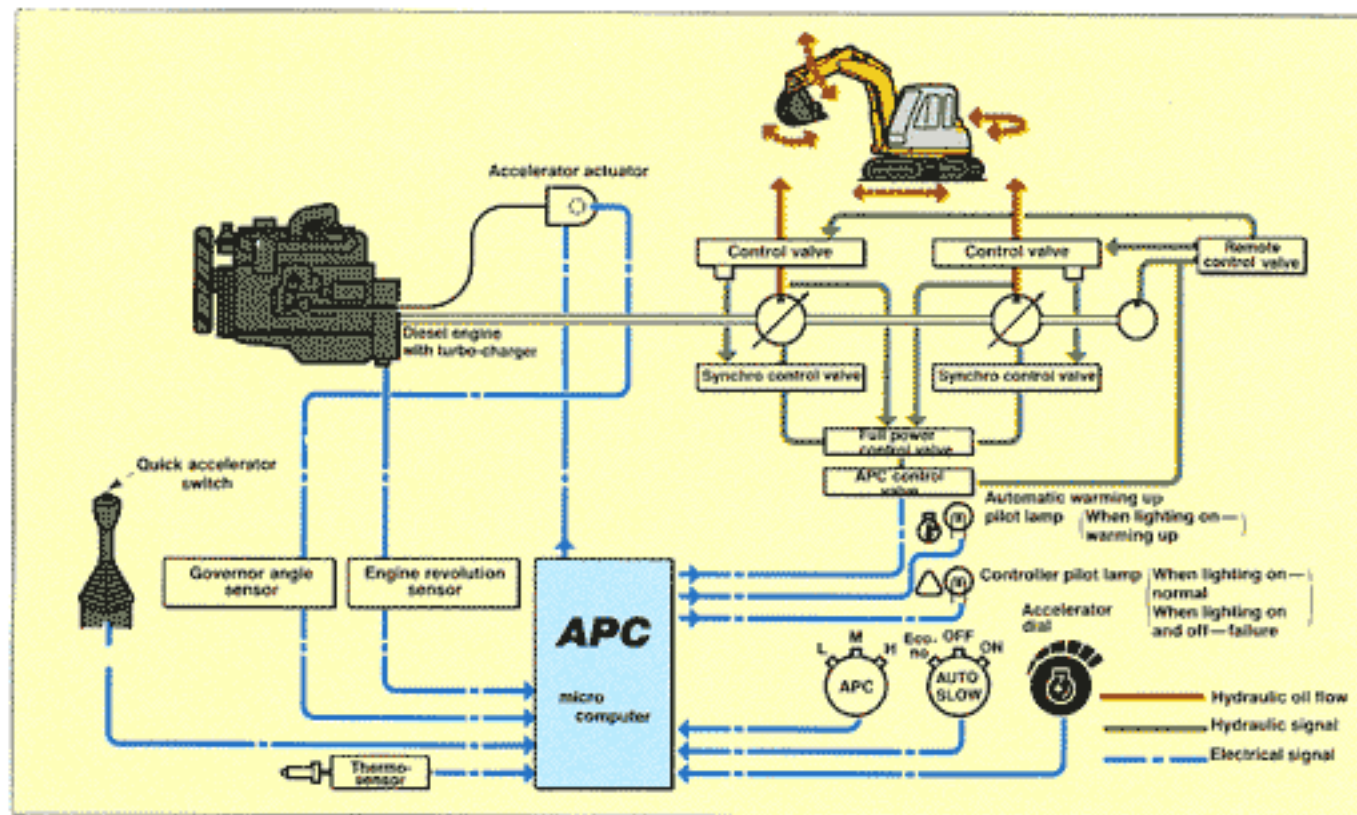 Accelerator actuator
Control valve
Control valve
Remote
control valve
Diesel engine
with turbo-charger
Synchro control valve
Synchro control valve
Full power
control valve
APC control
valve
Quick accelerator
switch
Automatic warming up
pilot lamp
When lighting on—
warming up
Governor angle
sensor
Engine revolution
sensor
Controller pilot lamp
When lighting on—
normal
When lighting on
and off—failure
Accelerator
dial
APC
micro
computer
L M H
APC
Eco.
no
OFF
ON
AUTO
SLOW
Hydraulic oil flow
Hydraulic signal
Electrical signal
Thermo-
sensor